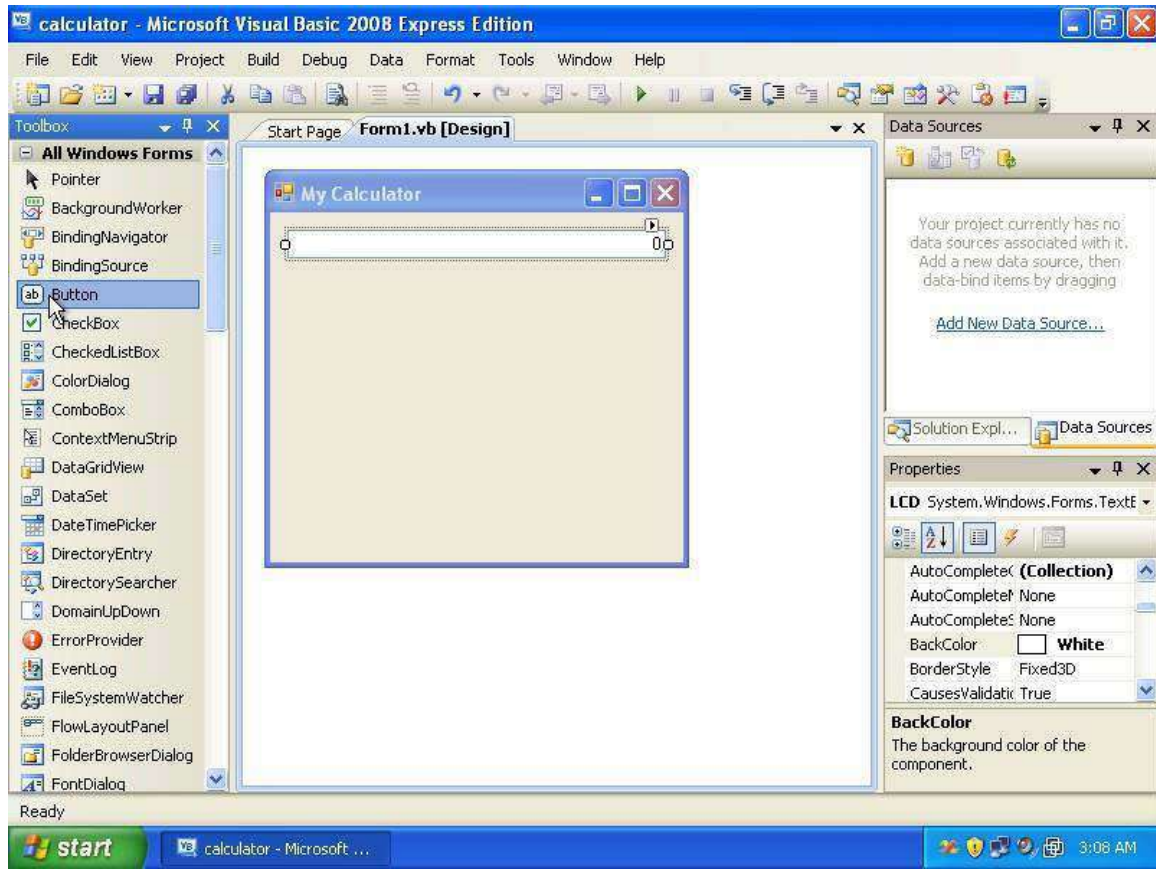 calculator - Microsoft Visual Basic 2008 Express Edition
File Edit View Project Build Debug Data Format Tools Window Help
Toolbox
All Windows Forms
Pointer
BackgroundWorker
BindingNavigator
BindingSource
Button
CheckBox
CheckedListBox
ColorDialog
ComboBox
ContextMenuStrip
DataGridView
DataSet
DateTimePicker
DirectoryEntry
DirectorySearcher
DomainUpDown
ErrorProvider
EventLog
FileSystemWatcher
FlowLayoutPanel
FolderBrowserDialog
FontDialog
Start Page Form1.vb [Design]
My Calculator
0
Data Sources
Your project currently has no
data sources associated with it.
Add a new data source, then
data-bind items by dragging
Add New Data Source...
Solution Expl... Data Sources
Properties
LCD System.Windows.Forms.TextE
AutoComplete( (Collection)
AutoCompleteM None
AutoCompleteS None
BackColor White
BorderStyle Fixed3D
CausesValidatic True
BackColor
The background color of the
component.
Ready
start calculator - Microsoft ... 3:08 AM